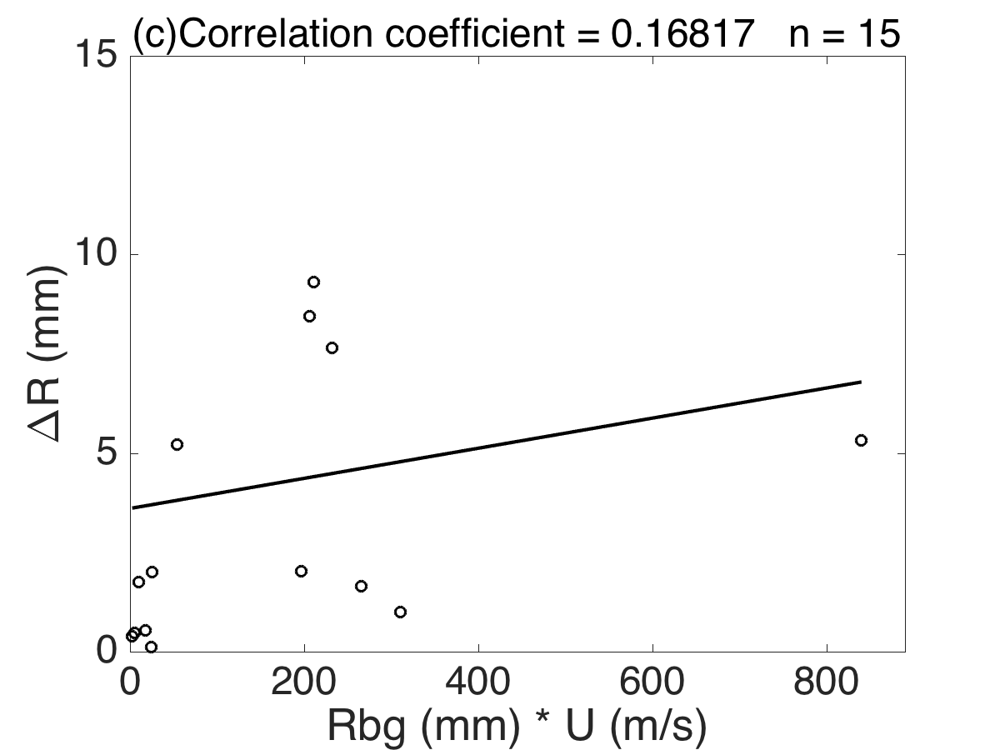 (c)Correlation coefficient = 0.16817 n = 15
15
10
5
0
ΔR (mm)
0 200 400 600 800
Rbg (mm) * U (m/s)